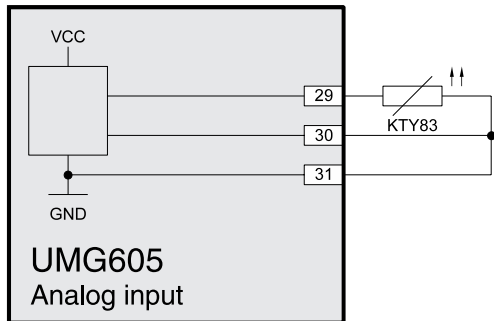 VCC
29
KTY83
30
31
GND
UMG605
Analog input